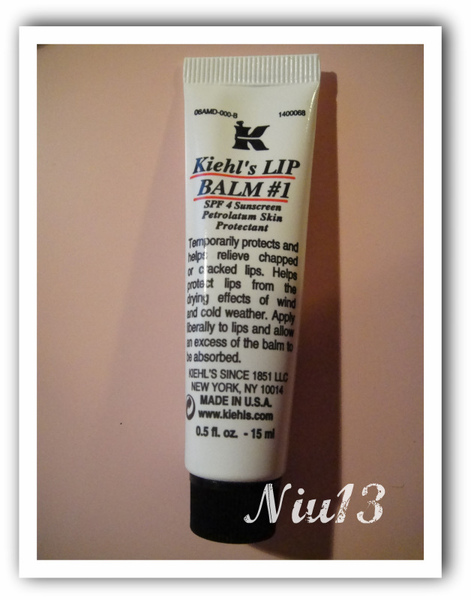 06AMD-000-B 1400068
K
Kiehl's LIP
BALM #1
SPF 4 Sunscreen
Petrolatum Skin
Protectant
Temporarily protects and
helps relieve chapped
or cracked lips. Helps
protect lips from the
drying effects of wind
and cold weather. Apply
liberally to lips and allow
an excess of the balm to
be absorbed.
KIEHL'S SINCE 1851 LLC
NEW YORK, NY 10014
MADE IN U.S.A.
www.kiehls.com
0.5 fl. oz. - 15 ml
Niu13